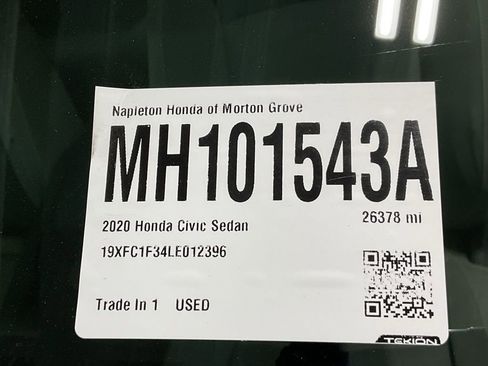 Napleton Honda of Morton Grove
MH101543A
26378 mi
2020 Honda Civic Sedan
19XFC1F34LE012396
Trade In 1 USED
TEKION